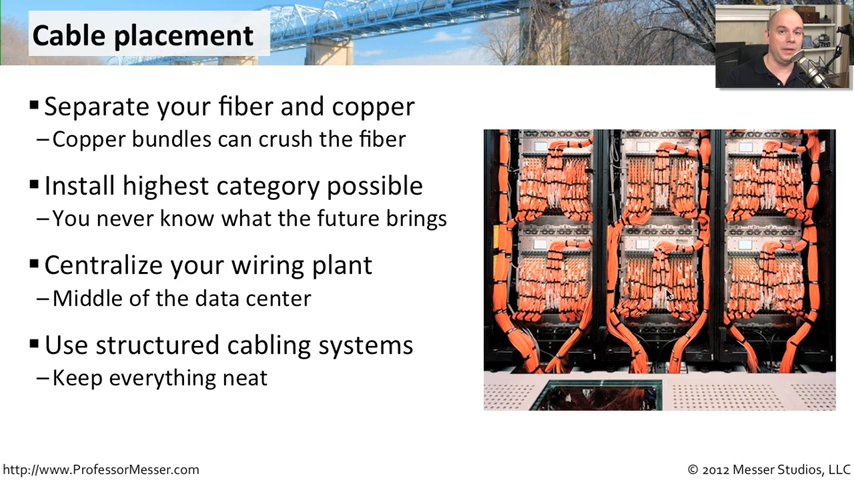 Cable placement
▪ Separate your fiber and copper
–Copper bundles can crush the fiber
▪ Install highest category possible
–You never know what the future brings
▪ Centralize your wiring plant
–Middle of the data center
▪ Use structured cabling systems
–Keep everything neat
http://www.ProfessorMesser.com
© 2012 Messer Studios, LLC